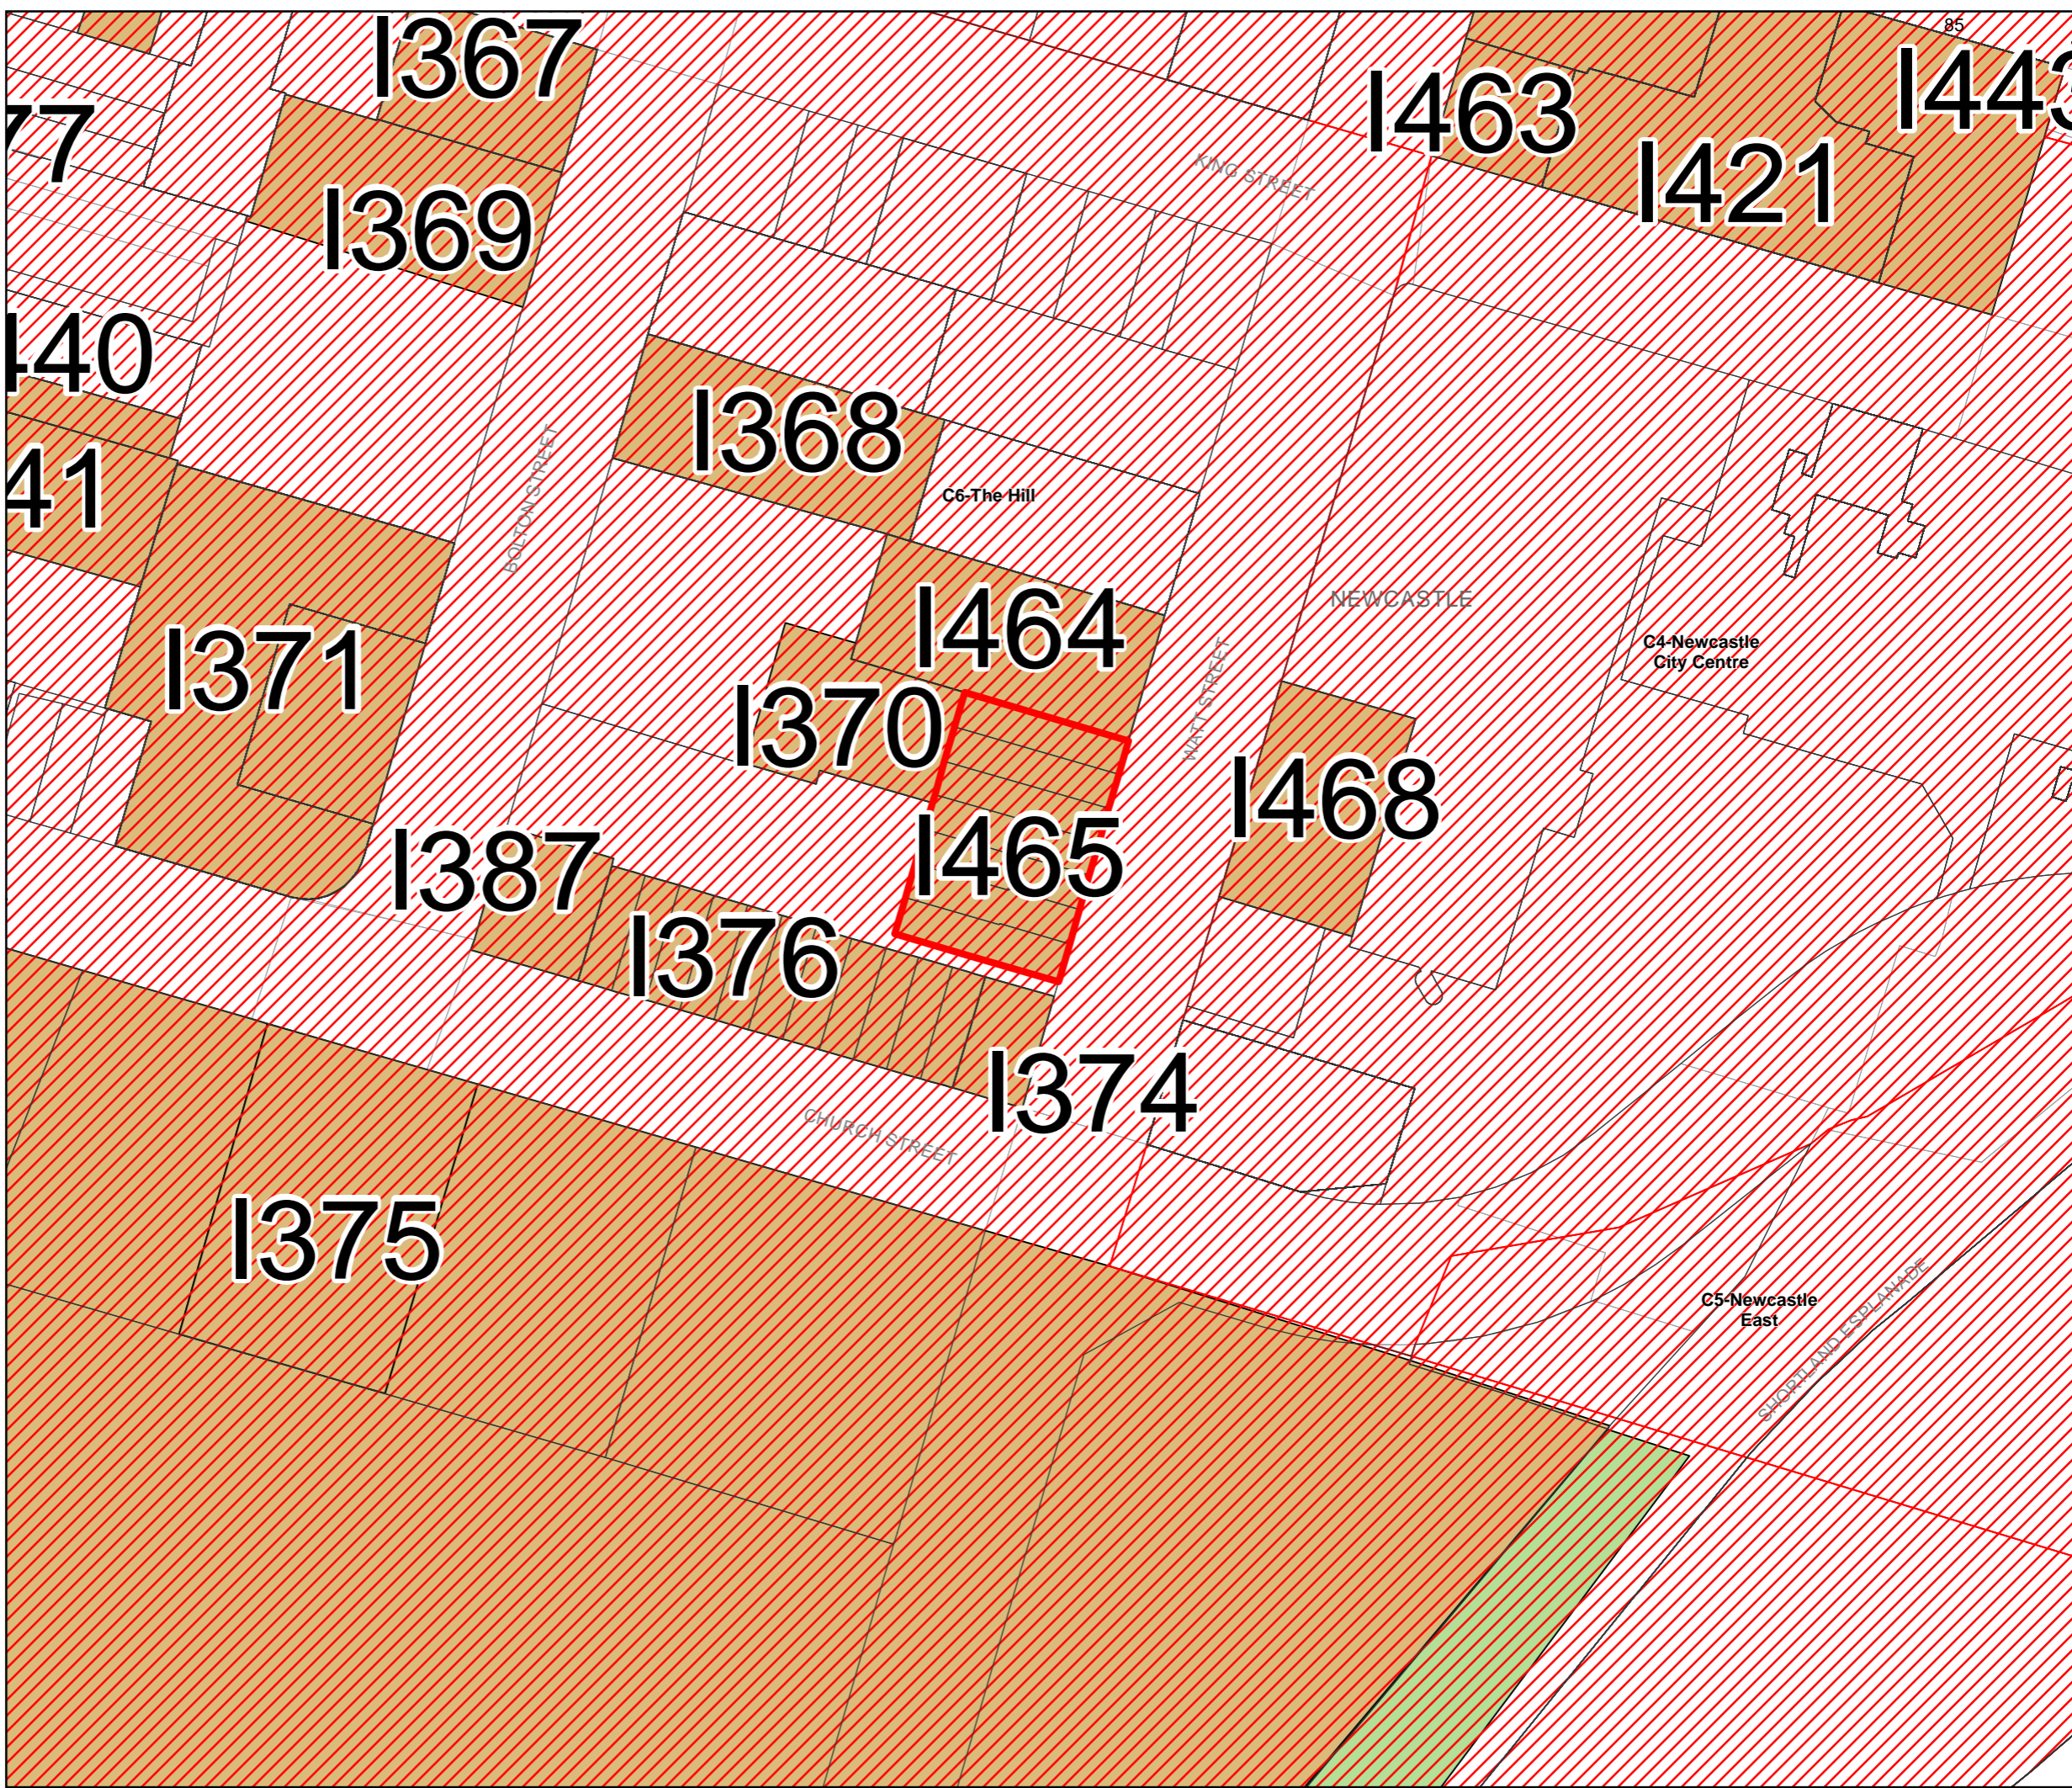 85
I367
I463
I443
77
KING STREET
I421
I369
I440
I368
BOLTON STREET
41
C6-The Hill
NEWCASTLE
I464
C4-Newcastle
City Centre
I371
WATT STREET
I370
I468
I465
I387
I376
I374
CHURCH STREET
I375
C5-Newcastle
East
SHORTLAND ESPLANADE